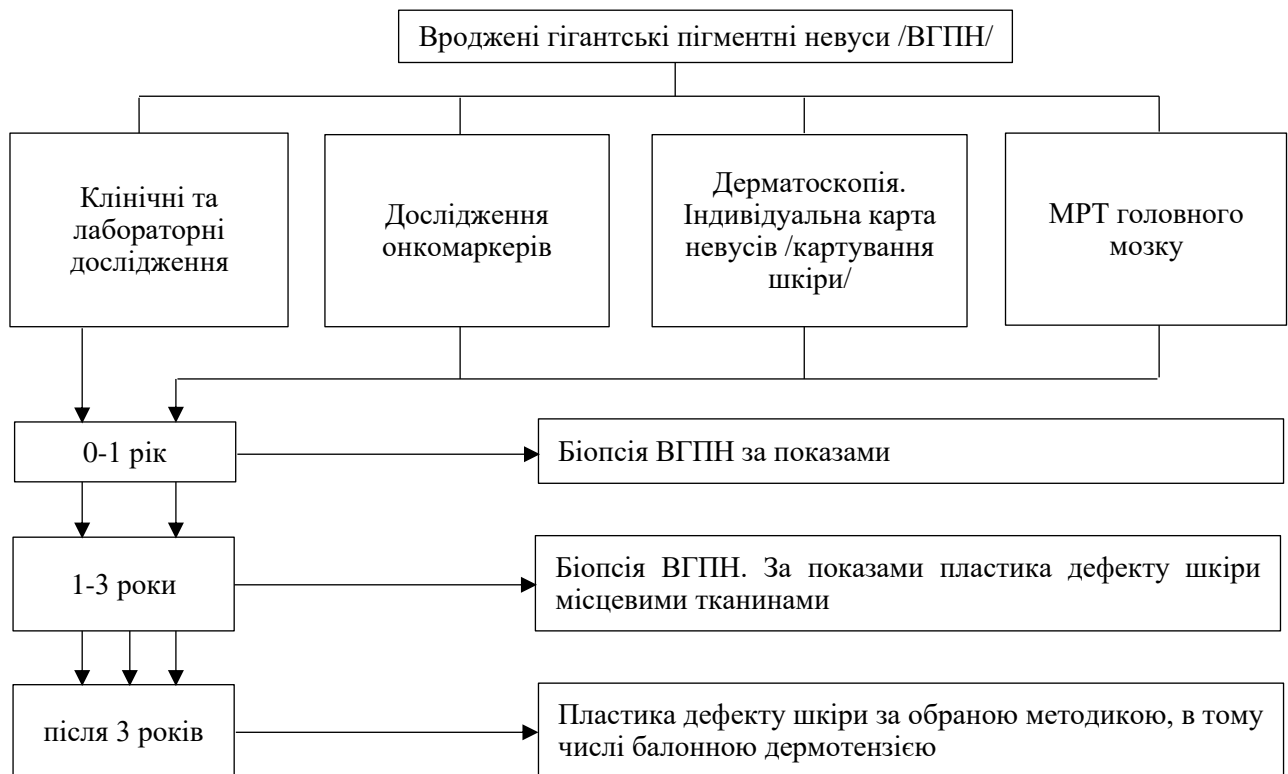 Вроджені гігантські пігментні невуси /ВГПН/
Клінічні та
лабораторні
дослідження
Дослідження
онкомаркерів
Дерматоскопія.
Індивідуальна карта
невусів /картування
шкіри/
МРТ головного
мозку
0-1 рік
Біопсія ВГПН за показами
1-3 роки
Біопсія ВГПН. За показами пластика дефекту шкіри
місцевими тканинами
після 3 років
Пластика дефекту шкіри за обраною методикою, в тому
числі балонною дермотензією